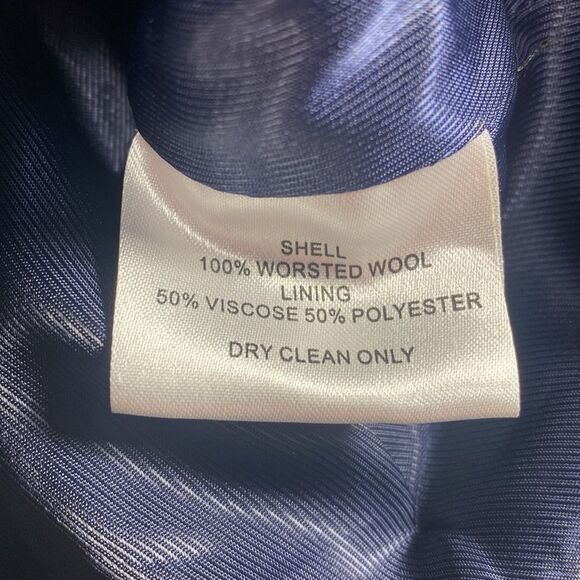 SHELL
100% WORSTED WOOL
LINING
50% VISCOSE 50% POLYESTER
DRY CLEAN ONLY